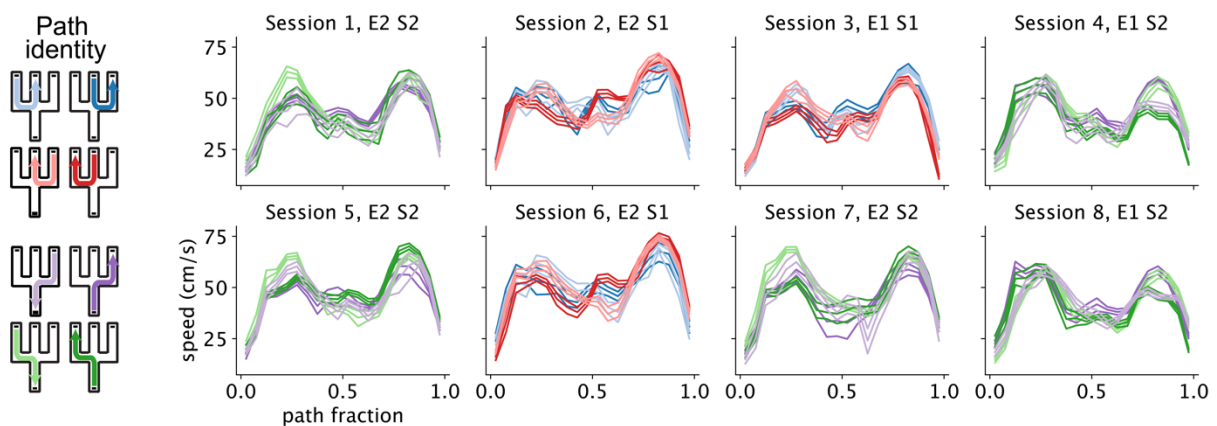 Path
identity
Session 1, E2 S2
Session 2, E2 S1
Session 3, E1 S1
Session 4, E1 S2
75
50
25
Session 5, E2 S2
Session 6, E2 S1
Session 7, E2 S2
Session 8, E1 S2
speed (cm/s)
75
50
25
0.0
0.5
1.0
0.0
0.5
1.0
0.0
0.5
1.0
0.0
0.5
1.0
path fraction